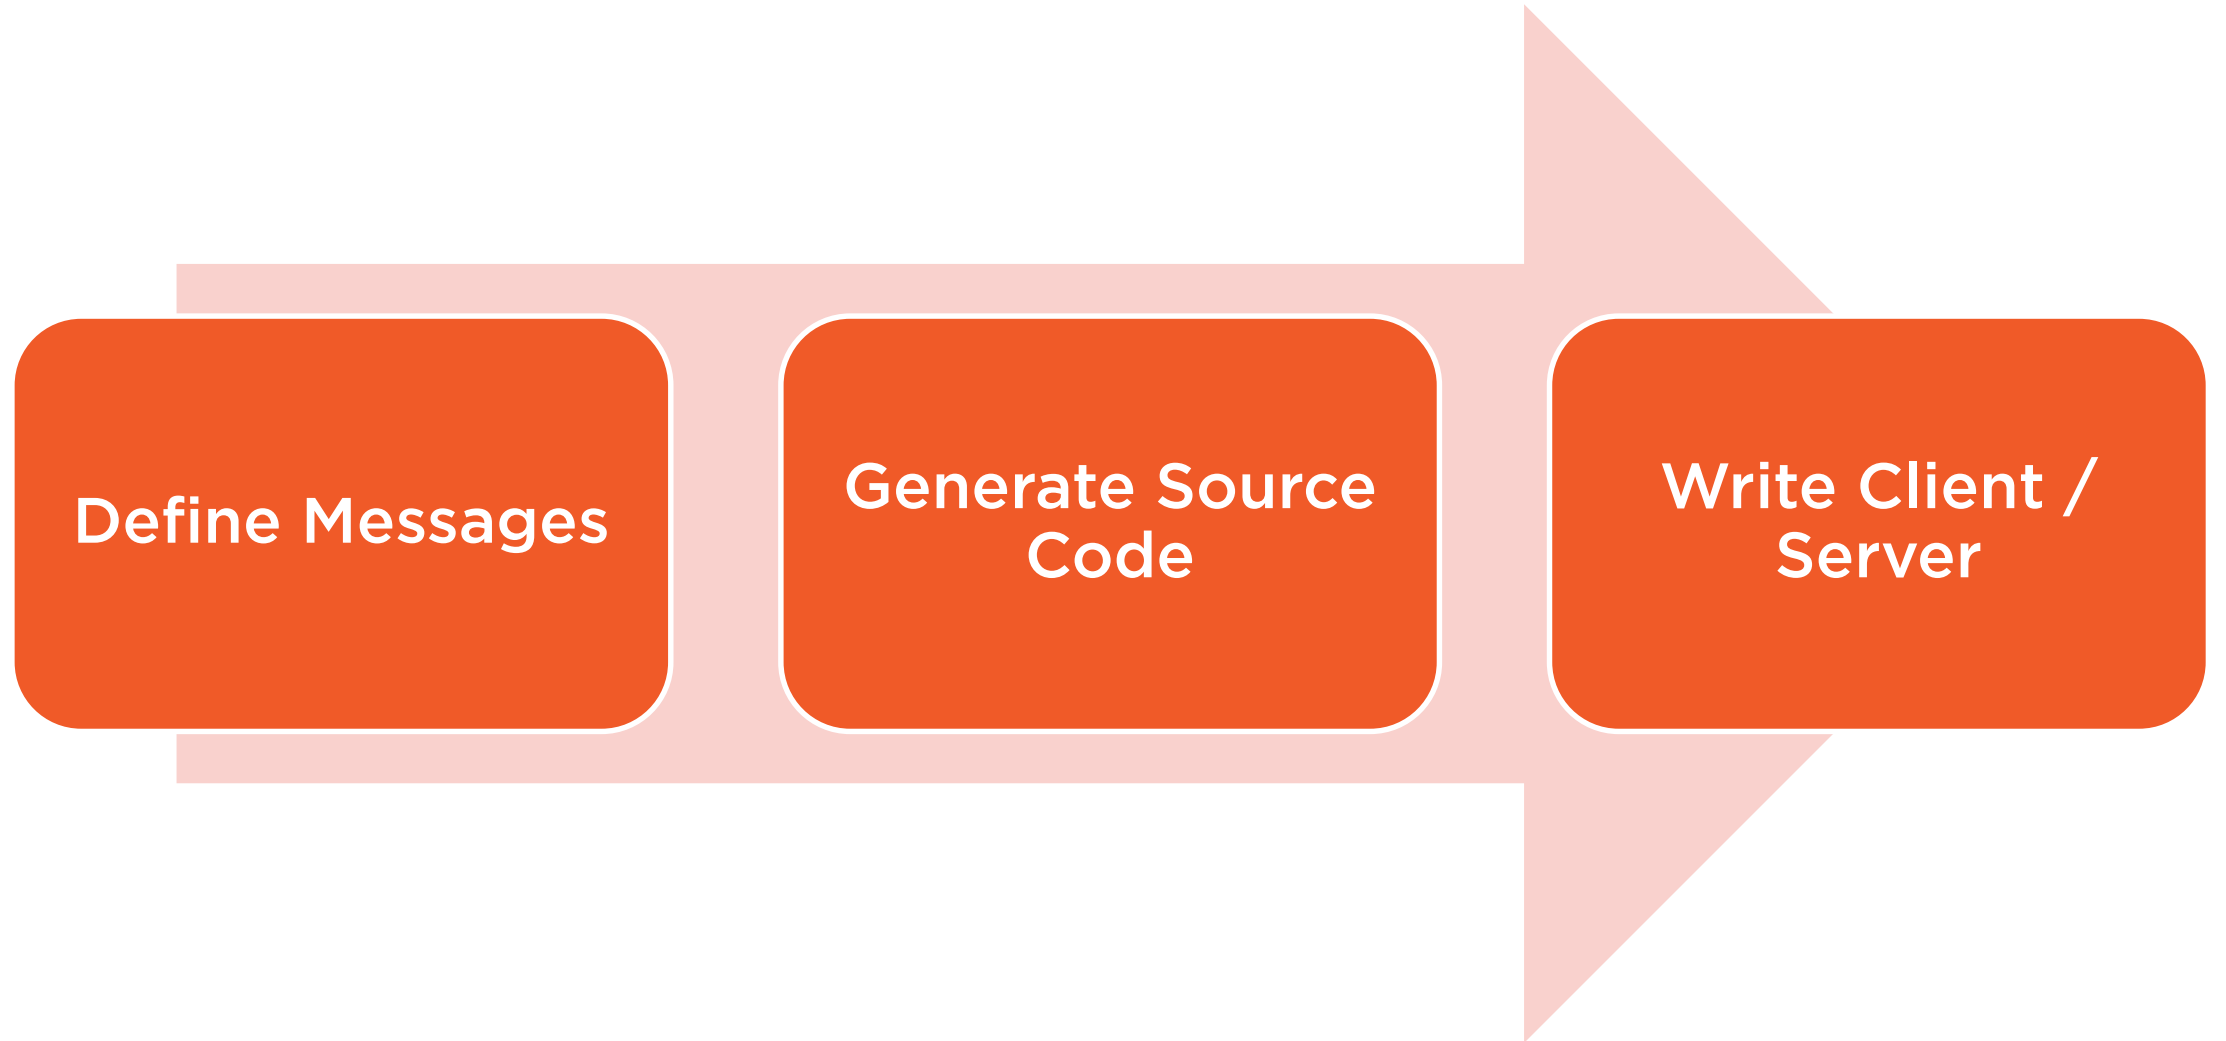 Define Messages
Generate Source
Code
Write Client /
Server